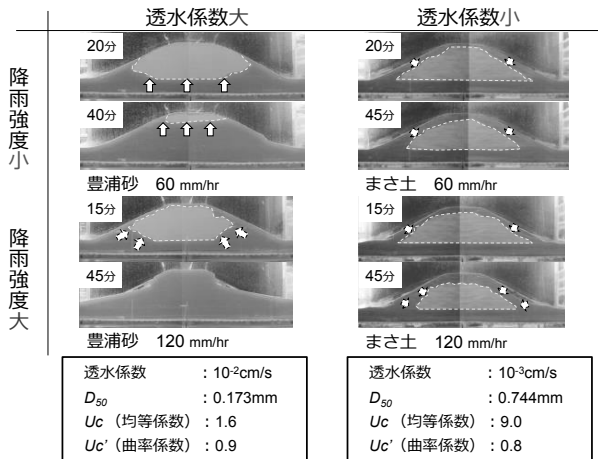 透水係数大
透水係数小
降雨強度小
20分
40分
豊浦砂 60 mm/hr
20分
45分
まさ土 60 mm/hr
降雨強度大
15分
45分
豊浦砂 120 mm/hr
15分
45分
まさ土 120 mm/hr
透水係数 : 10-2cm/s
D50 : 0.173mm
Uc（均等係数）: 1.6
Uc'（曲率係数）: 0.9
透水係数 : 10-3cm/s
D50 : 0.744mm
Uc（均等係数）: 9.0
Uc'（曲率係数）: 0.8